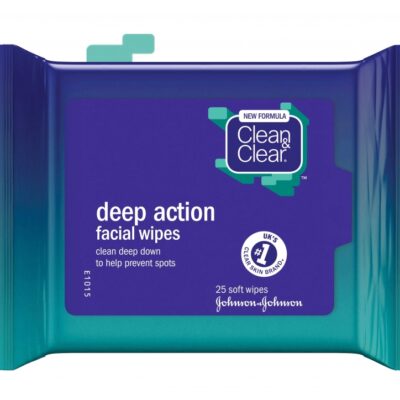 NEW FORMULA
Clean &
Clear®
™
deep action
facial wipes
clean deep down
to help prevent spots
UK'S
#1
CLEAR SKIN BRAND*
E1015
25 soft wipes
Johnson & Johnson